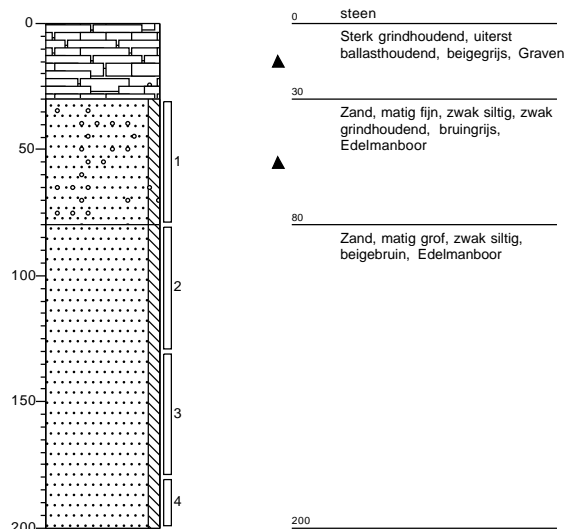 0
50
100
150
200
1
2
3
4
0
steen
Sterk grindhoudend, uiterst
ballasthoudend, beigegrijs, Graven
30
Zand, matig fijn, zwak siltig, zwak
grindhoudend, bruingrijs,
Edelmanboor
80
Zand, matig grof, zwak siltig,
beigebruin, Edelmanboor
200